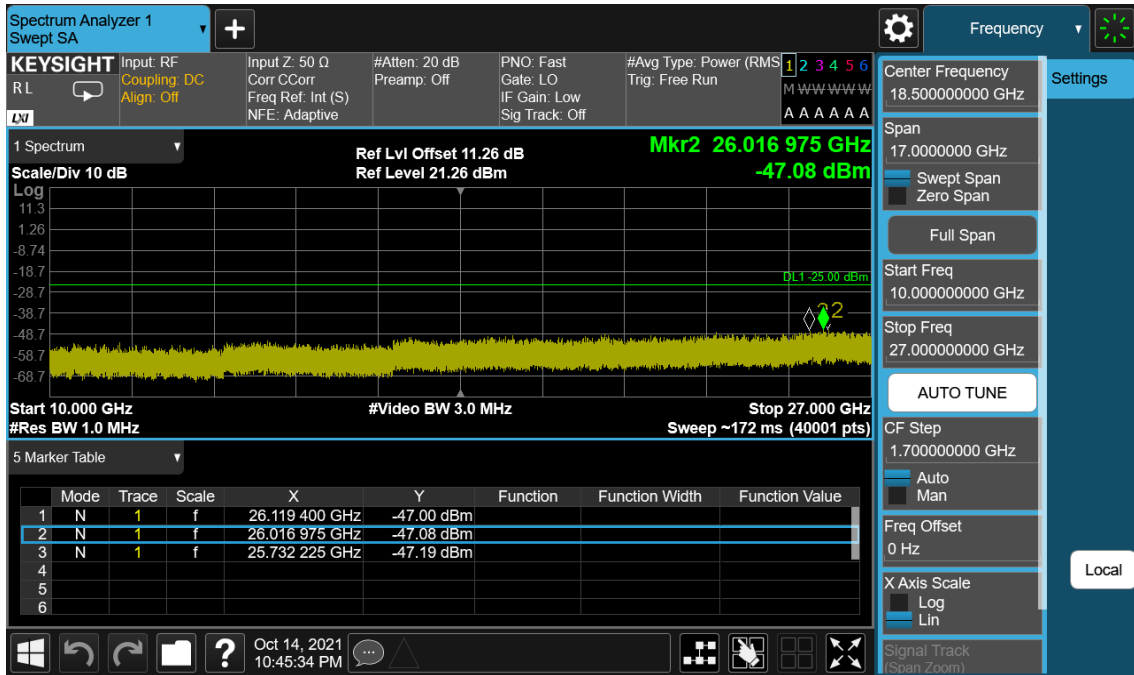 Spectrum Analyzer 1
Swept SA
Frequency
KEYSIGHT
RL
LXI
Input: RF
Coupling: DC
Align: Off
Input Z: 50 Ω
Corr CCorr
Freq Ref: Int (S)
NFE: Adaptive
#Atten: 20 dB
Preamp: Off
PNO: Fast
Gate: LO
IF Gain: Low
Sig Track: Off
#Avg Type: Power (RMS
Trig: Free Run
1 2 3 4 5 6
M W W W W W
A A A A A A
1 Spectrum
Scale/Div 10 dB
Ref Lvl Offset 11.26 dB
Ref Level 21.26 dBm
Mkr2 26.016 975 GHz
-47.08 dBm
Log
11.3
1.26
-8.74
-18.7
-28.7
-38.7
-48.7
-58.7
-68.7
DL1 -25.00 dBm
2
Start 10.000 GHz
#Video BW 3.0 MHz
Stop 27.000 GHz
#Res BW 1.0 MHz
Sweep ~172 ms (40001 pts)
5 Marker Table
Mode Trace Scale X Y Function Function Width Function Value
1 N 1 f 26.119 400 GHz -47.00 dBm
2 N 1 f 26.016 975 GHz -47.08 dBm
3 N 1 f 25.732 225 GHz -47.19 dBm
4
5
6
?
Oct 14, 2021
10:45:34 PM
Settings
Center Frequency
18.500000000 GHz
Span
17.0000000 GHz
Swept Span
Zero Span
Full Span
Start Freq
10.000000000 GHz
Stop Freq
27.000000000 GHz
AUTO TUNE
CF Step
1.700000000 GHz
Auto
Man
Freq Offset
0 Hz
X Axis Scale
Log
Lin
Signal Track
(Span Zoom)
Local